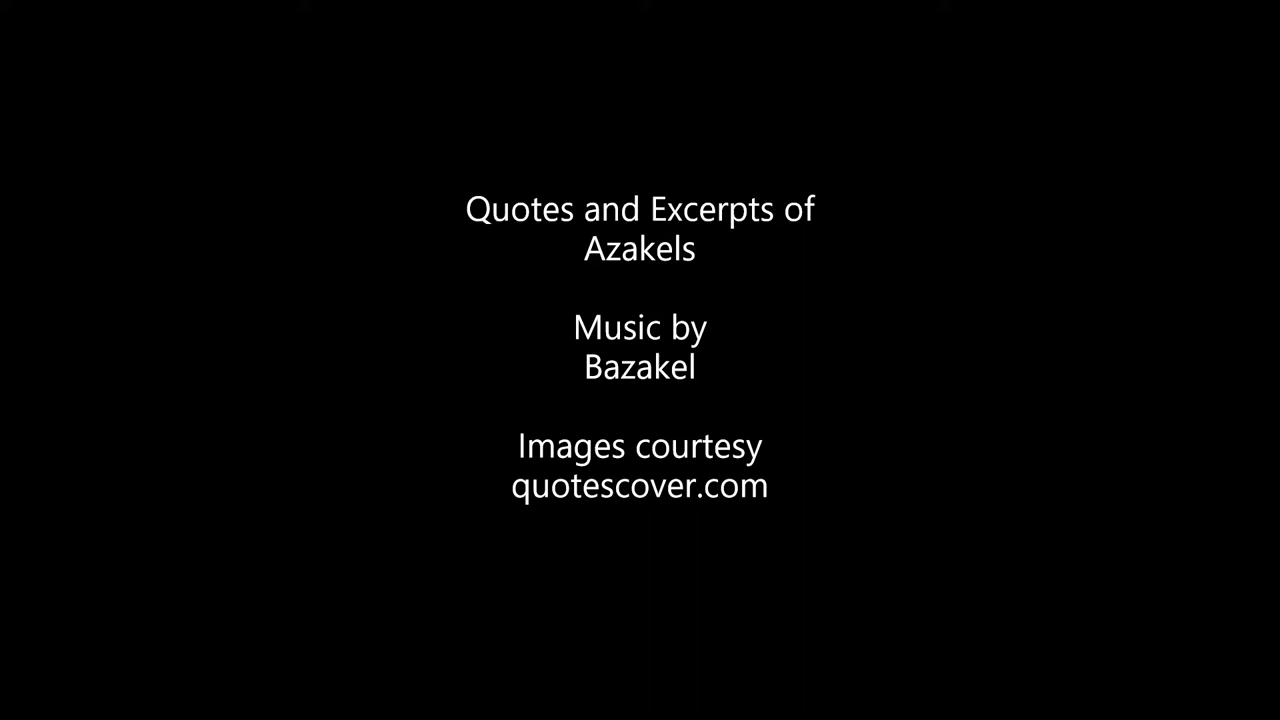 Quotes and Excerpts of
Azakels
Music by
Bazakel
Images courtesy
quotescover.com